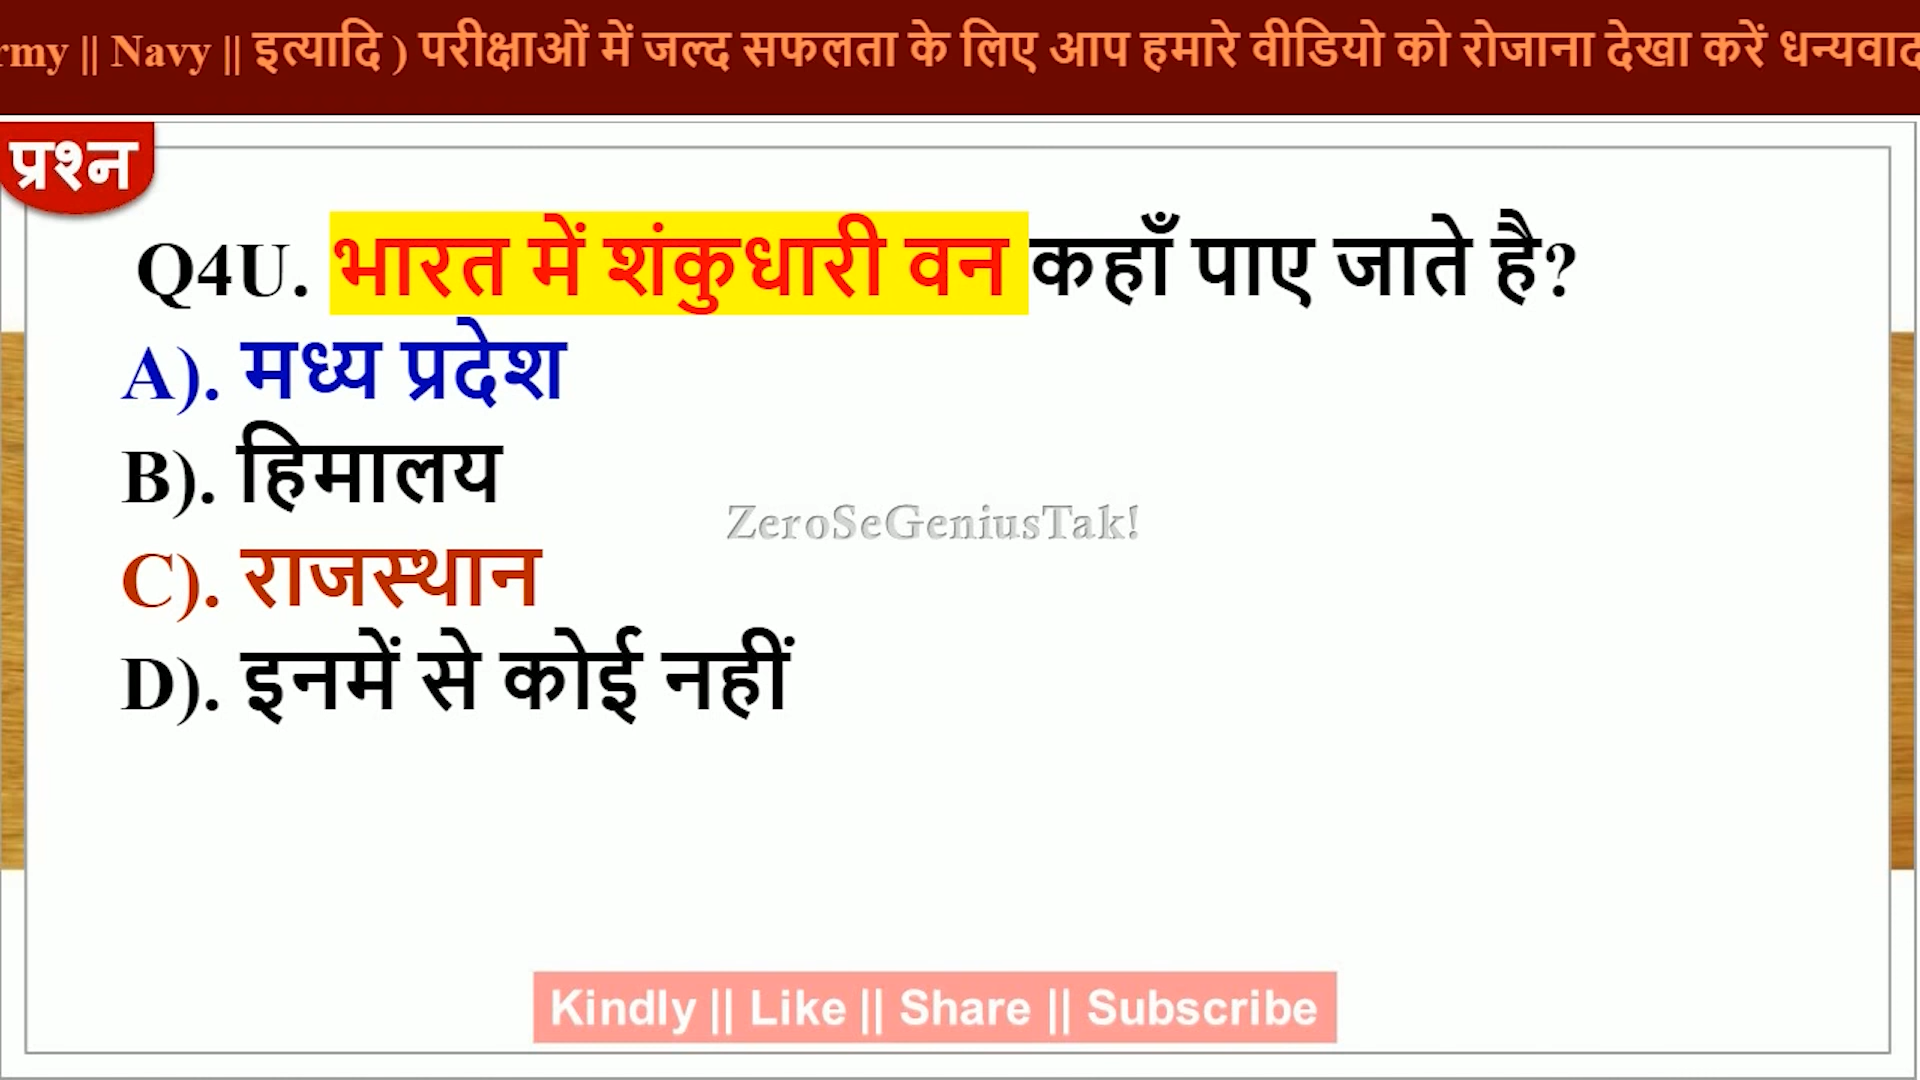 || Navy || इत्यादि ) परीक्षाओं में जल्द सफलता के लिए आप हमारे वीडियो को रोजाना देखा करें धन्यवाद
प्रश्न
Q4U. भारत में शंकुधारी वन कहाँ पाए जाते है?
A). मध्य प्रदेश
B). हिमालय
ZeroSeGeniusTak!
C). राजस्थान
D). इनमें से कोई नहीं
Kindly || Like || Share || Subscribe